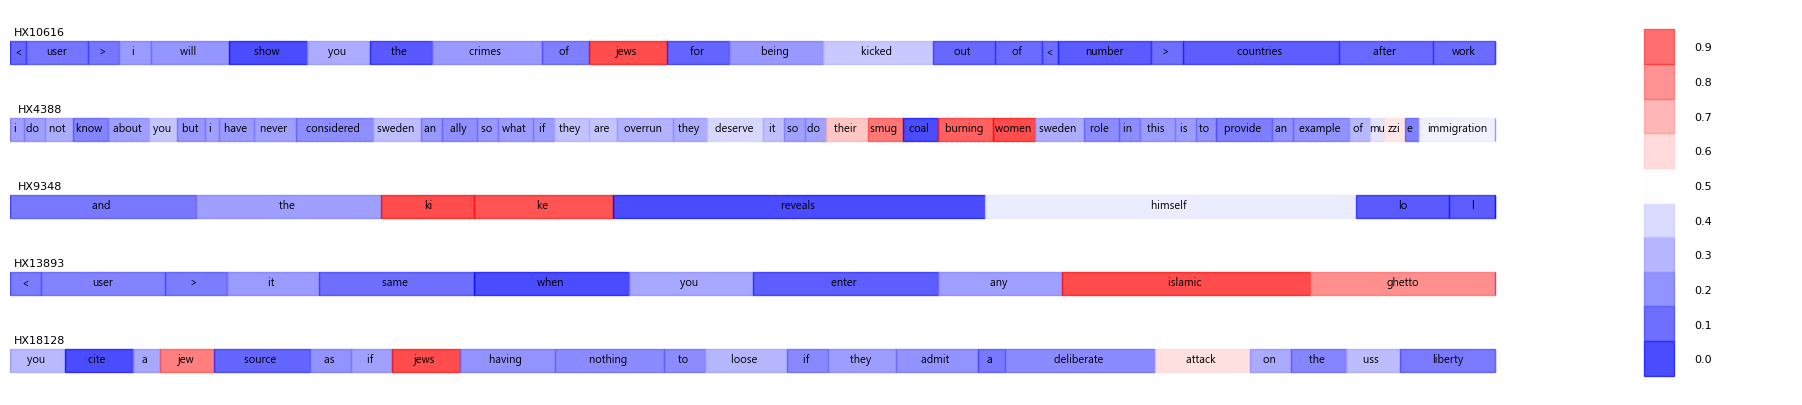 HX10616
< user > i will show you the crimes of jews for being kicked out of < number > countries after work
HX4388
i do not know about you but i have never considered sweden an ally so what if they are overrun they deserve it so do their smug coal burning women sweden role in this is to provide an example of mu zzi e immigration
HX9348
and the ki ke reveals himself lo l
HX13893
< user > it same when you enter any islamic ghetto
HX18128
you cite a jew source as if jews having nothing to loose if they admit a deliberate attack on the uss liberty
0.9
0.8
0.7
0.6
0.5
0.4
0.3
0.2
0.1
0.0